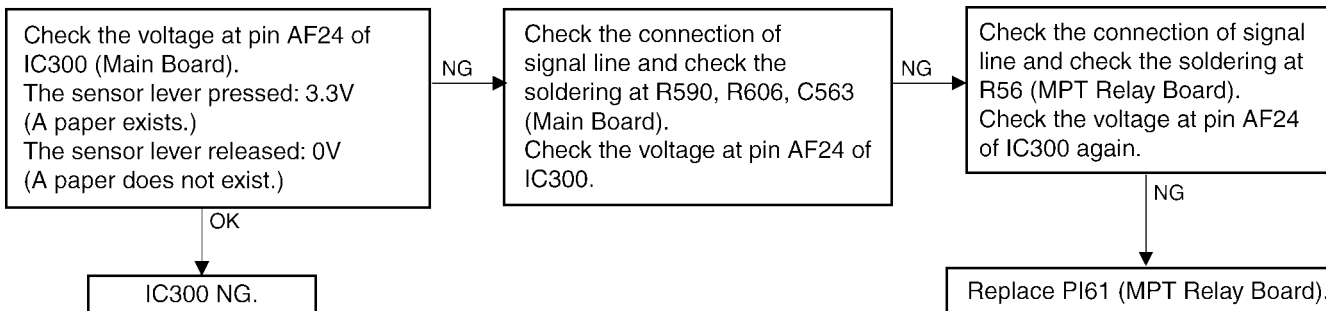 Check the voltage at pin AF24 of
IC300 (Main Board).
The sensor lever pressed: 3.3V
(A paper exists.)
The sensor lever released: 0V
(A paper does not exist.)
NG
Check the connection of
signal line and check the
soldering at R590, R606, C563
(Main Board).
Check the voltage at pin AF24 of
IC300.
NG
Check the connection of signal
line and check the soldering at
R56 (MPT Relay Board).
Check the voltage at pin AF24
of IC300 again.
OK
NG
IC300 NG.
Replace PI61 (MPT Relay Board).